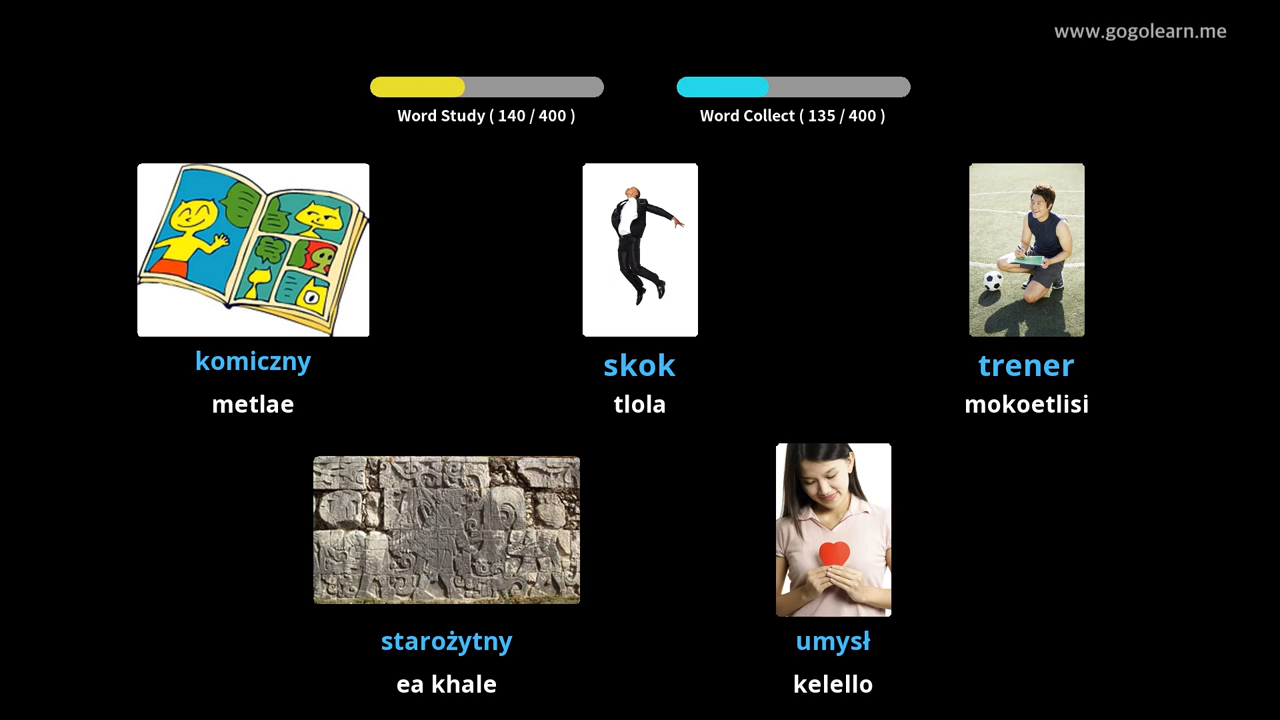 www.gogolearn.me
Word Study ( 140 / 400 )
Word Collect ( 135 / 400 )
komiczny
skok
trener
metlae
tlola
mokoetlisi
starożytny
umysł
ea khale
kelello